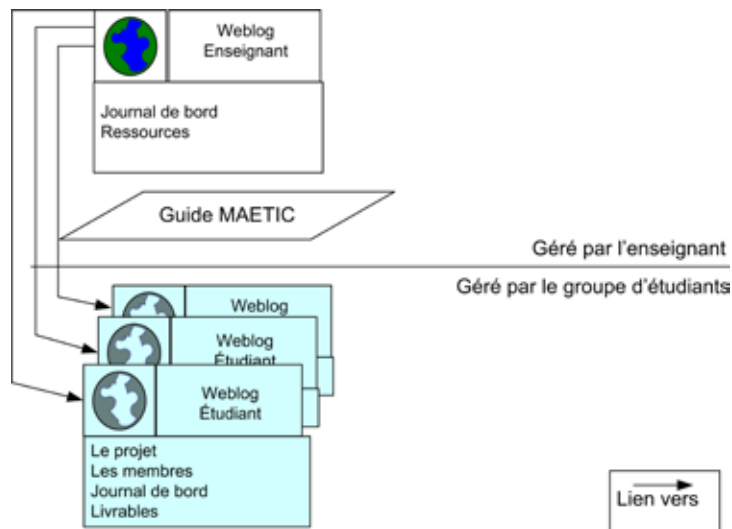 Weblog
Enseignant
Journal de bord
Ressources
Guide MAETIC
Géré par l'enseignant
Géré par le groupe d'étudiants
Weblog
Weblog
Étudiant
Weblog
Étudiant
Le projet
Les membres
Journal de bord
Livrables
Lien vers